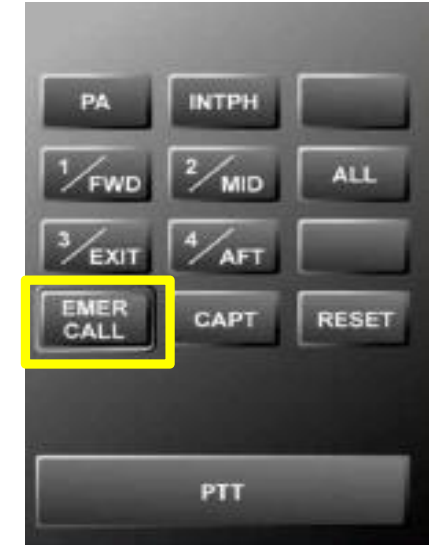 PA INTPH
1/FWD 2/MID ALL
3/EXIT 4/AFT
EMER
CALL CAPT RESET
PTT